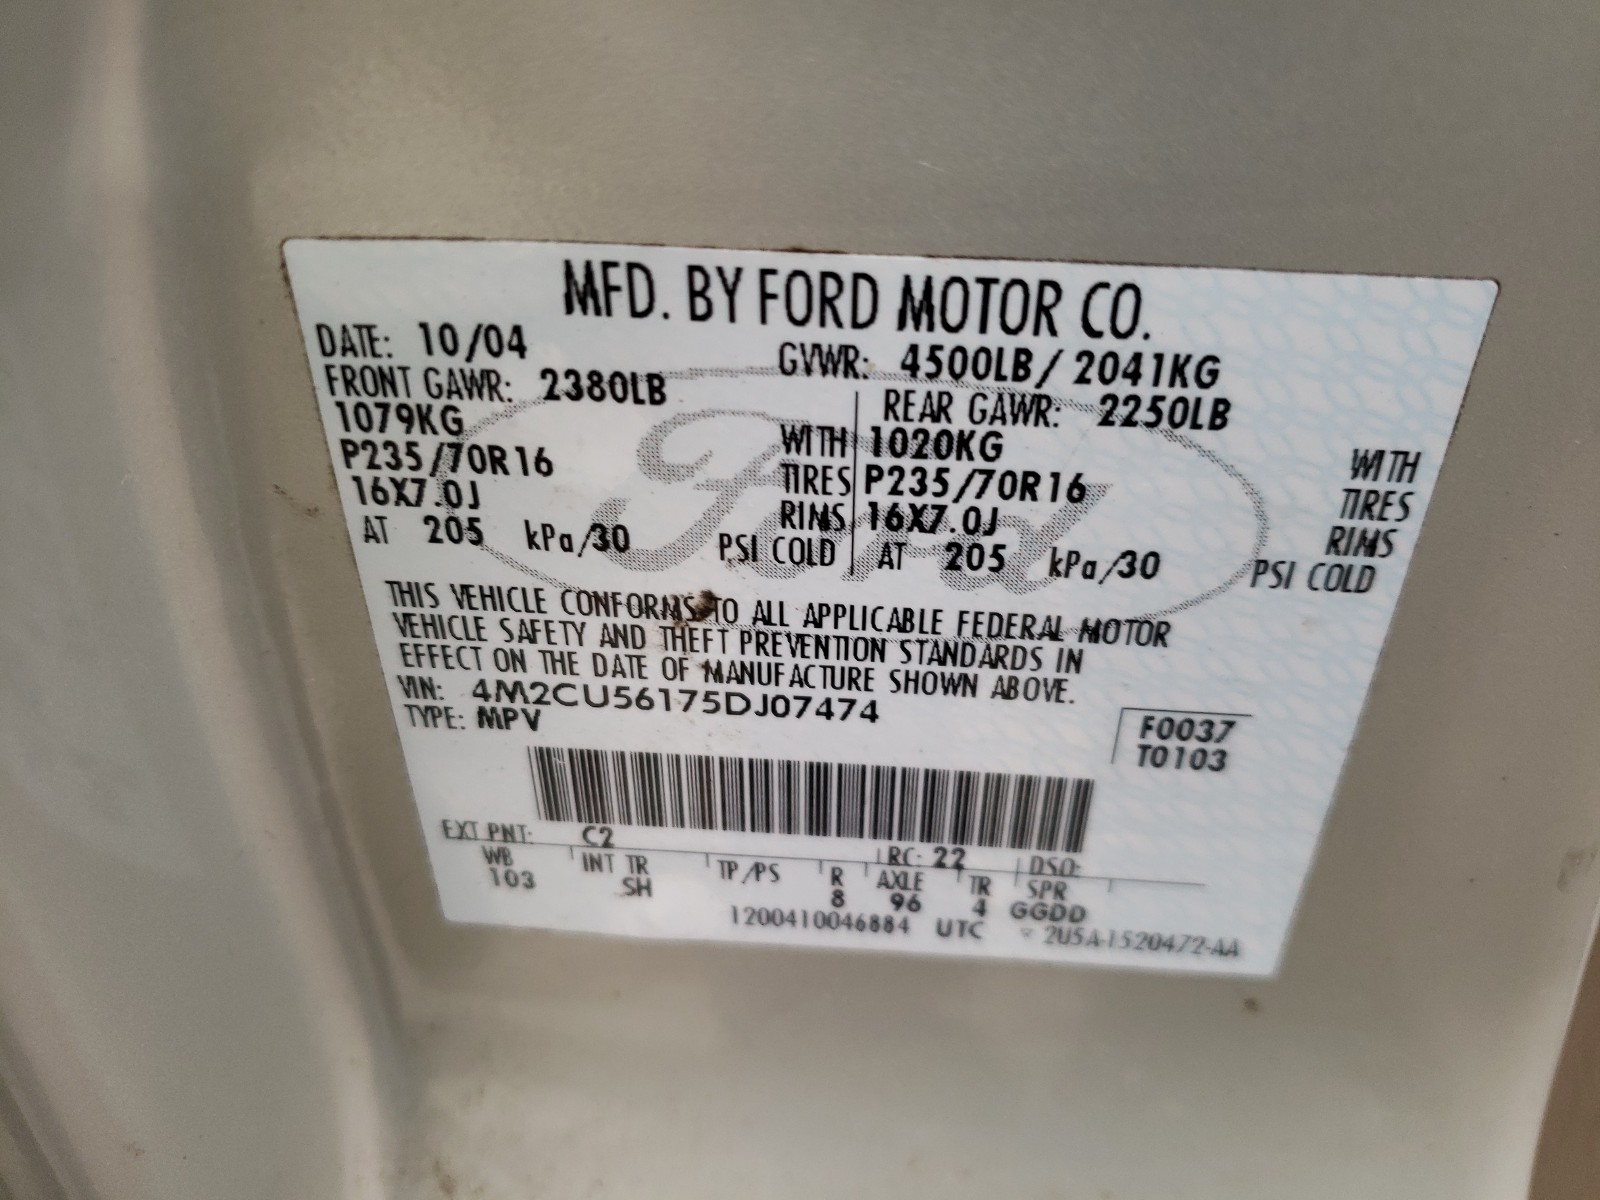 MFD. BY FORD MOTOR CO.
DATE: 10/04 GVWR: 4500LB / 2041KG
FRONT GAWR: 2380LB REAR GAWR: 2250LB
1079KG WITH 1020KG WITH
P235/70R16 TIRES P235/70R16 TIRES
16X7.0J RIMS 16X7.0J RIMS
AT 205 kPa/30 PSI COLD AT 205 kPa/30 PSI COLD
Ford
THIS VEHICLE CONFORMS TO ALL APPLICABLE FEDERAL MOTOR
VEHICLE SAFETY AND THEFT PREVENTION STANDARDS IN
EFFECT ON THE DATE OF MANUFACTURE SHOWN ABOVE.
VIN: 4M2CU56175DJ07474
TYPE: MPV
F0037
T0103
EXT PNT: C2 RC: 22 DSO:
WB INT TR TP/PS R AXLE TR SPR
103 SH 8 96 4 GGDD
1200410046884 UTC 2U5A-1520472-AA